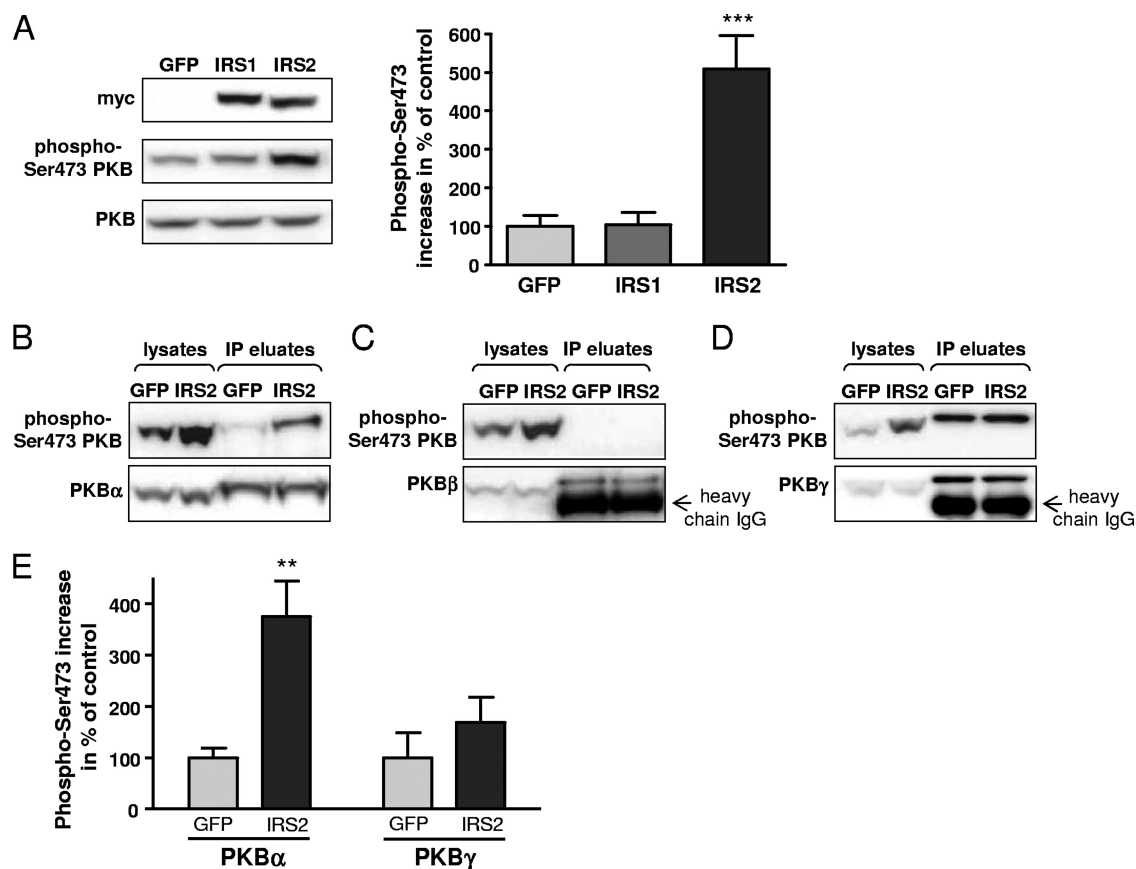 A
GFP IRS1 IRS2
myc
phospho-
Ser473 PKB
PKB
Phospho-Ser473
increase in % of control
600
500
400
300
200
100
0
***
GFP IRS1 IRS2
B
lysates IP eluates
GFP IRS2 GFP IRS2
phospho-
Ser473 PKB
PKBα
C
lysates IP eluates
GFP IRS2 GFP IRS2
phospho-
Ser473 PKB
PKBβ
heavy
chain IgG
D
lysates IP eluates
GFP IRS2 GFP IRS2
phospho-
Ser473 PKB
PKBγ
heavy
chain IgG
E
Phospho-Ser473 increase
in % of control
400
300
200
100
0
**
GFP IRS2 GFP IRS2
PKBα PKBγ